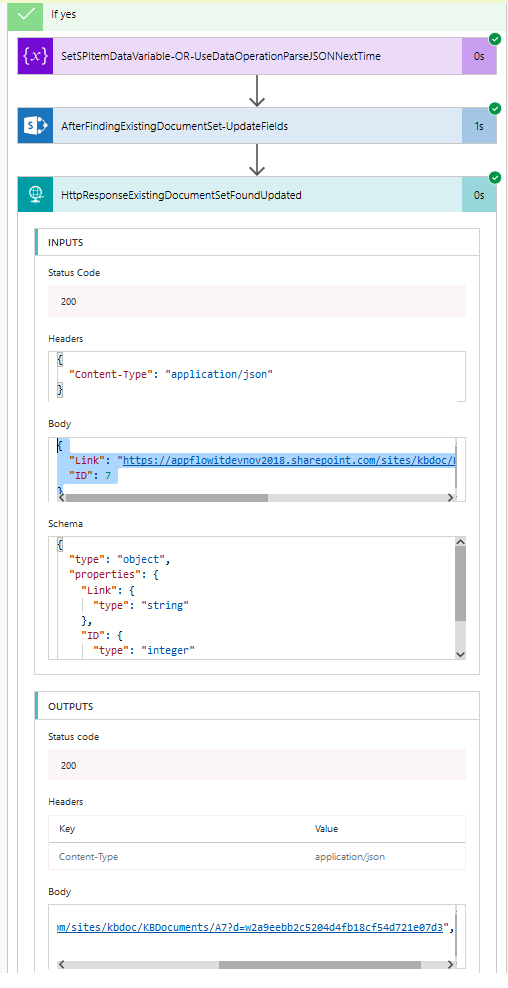 If yes
{x} SetSPItemDataVariable-OR-UseDataOperationParseJSONNextTime 0s
S AfterFindingExistingDocumentSet-UpdateFields 1s
HttpResponseExistingDocumentSetFoundUpdated 0s
INPUTS
Status Code
200
Headers
{
"Content-Type": "application/json"
}
Body
{
"Link": "https://appflowitdevnov2018.sharepoint.com/sites/kbdoc/
"ID": 7
}
Schema
{
"type": "object",
"properties": {
"Link": {
"type": "string"
},
"ID": {
"type": "integer"
OUTPUTS
Status code
200
Headers
Key Value
Content-Type application/json
Body
om/sites/kbdoc/KBDocuments/A7?d=w2a9eebb2c5204d4fb18cf54d721e07d3",